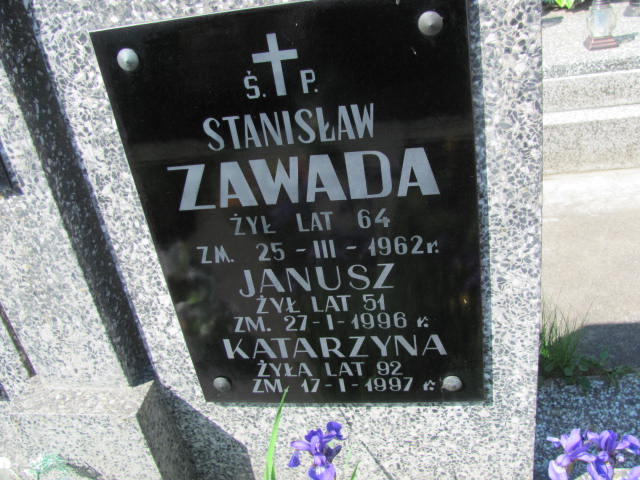 Ś. P.
STANISŁAW
ZAWADA
ŻYŁ LAT 64
ZM. 25-III-1962r.
JANUSZ
ŻYŁ LAT 51
ZM. 27-I-1996 r.
KATARZYNA
ŻYŁA LAT 92
ZM. 17-I-1997 r.